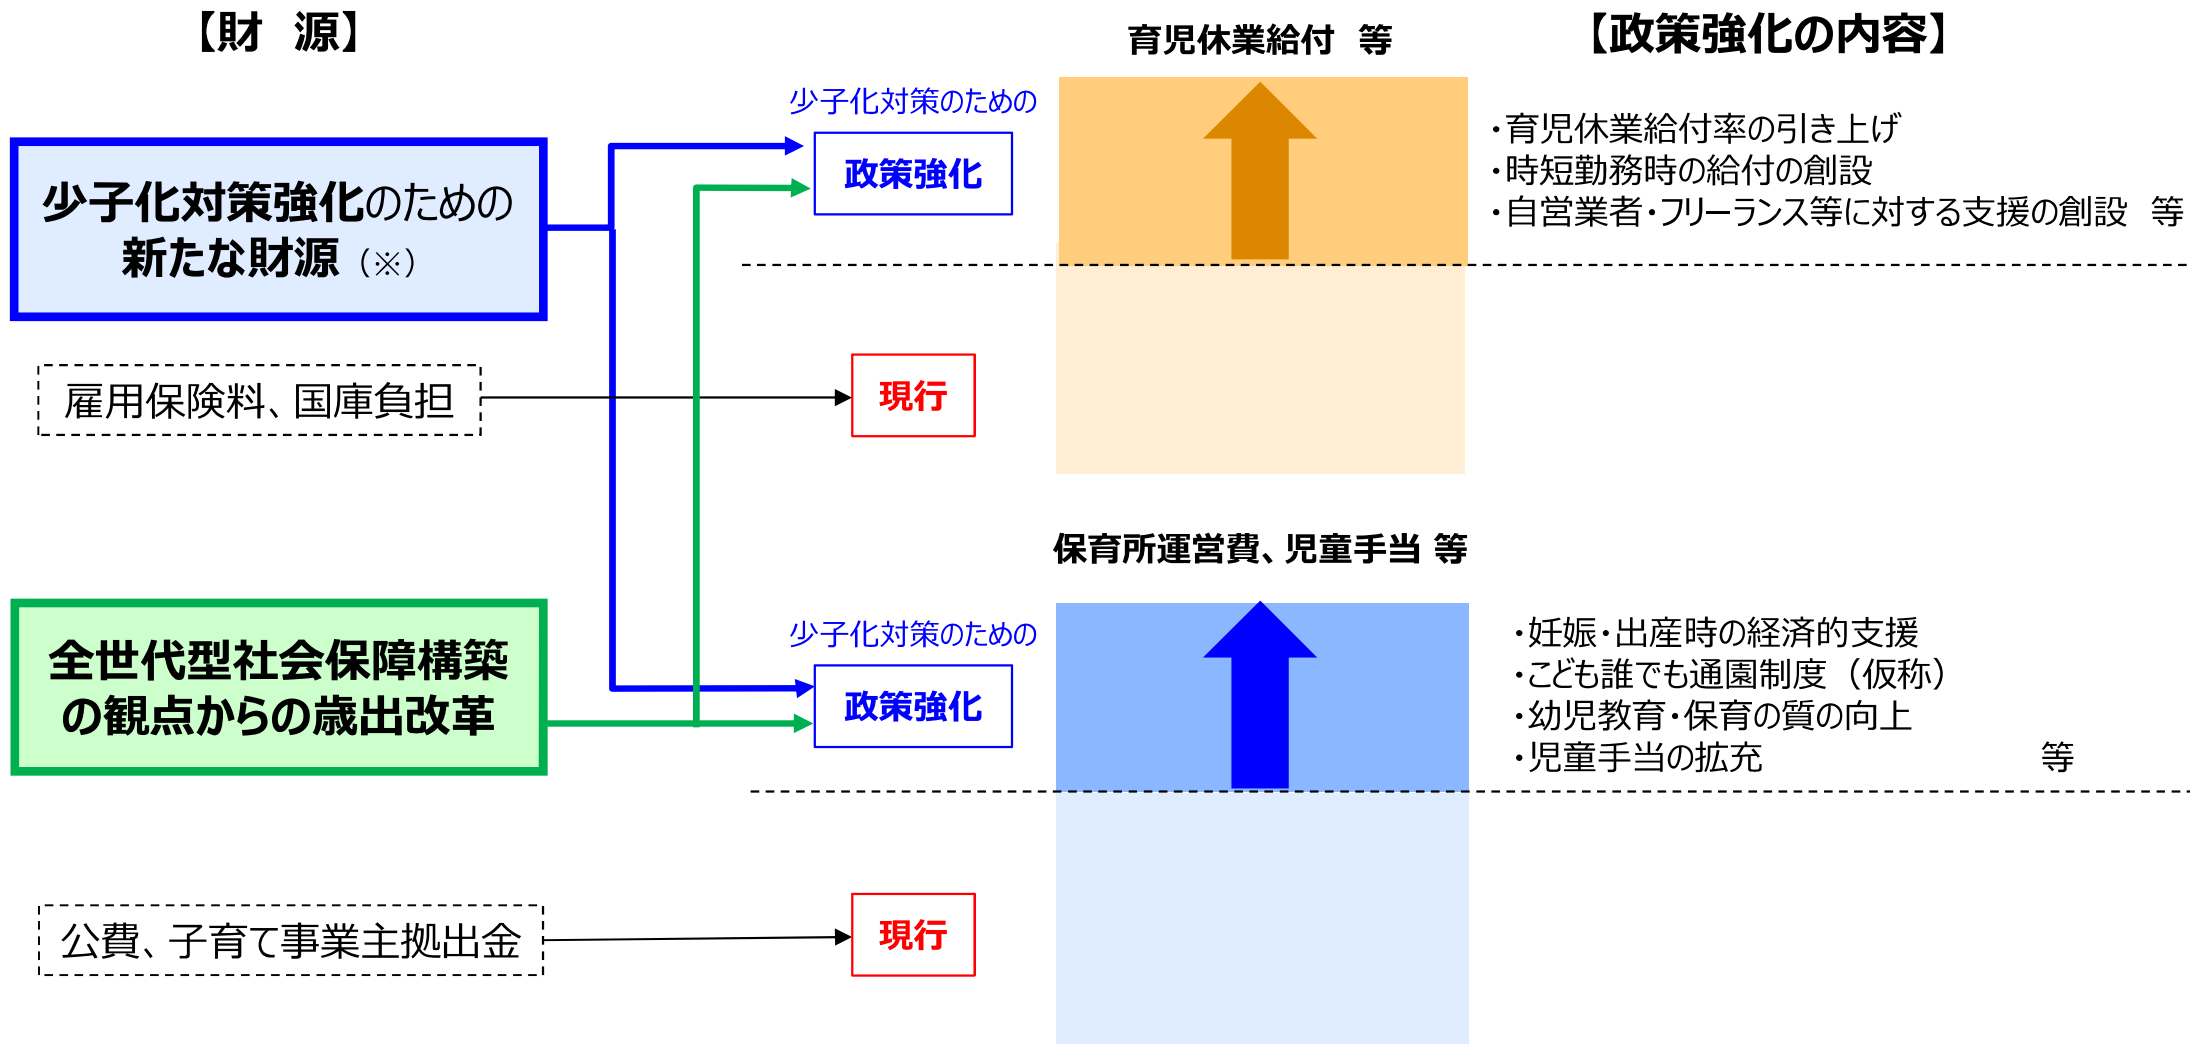 【財　源】
育児休業給付　等
【政策強化の内容】
少子化対策のための
政策強化
少子化対策強化のための
新たな財源（※）
・育児休業給付率の引き上げ
・時短勤務時の給付の創設
・自営業者・フリーランス等に対する支援の創設　等
雇用保険料、国庫負担
現行
保育所運営費、児童手当 等
少子化対策のための
政策強化
全世代型社会保障構築
の観点からの歳出改革
・妊娠・出産時の経済的支援
・こども誰でも通園制度（仮称）
・幼児教育・保育の質の向上
・児童手当の拡充　　　　　　　　等
公費、子育て事業主拠出金
現行